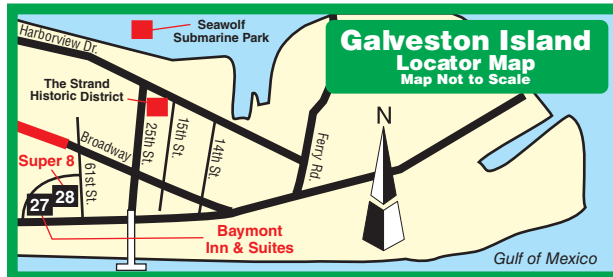 Harborview Dr.
Seawolf
Submarine Park
Galveston Island
Locator Map
Map Not to Scale
The Strand
Historic District
25th St.
15th St.
14th St.
Ferry Rd.
N
Broadway
Super 8
61st St.
27
28
Baymont
Inn & Suites
Gulf of Mexico